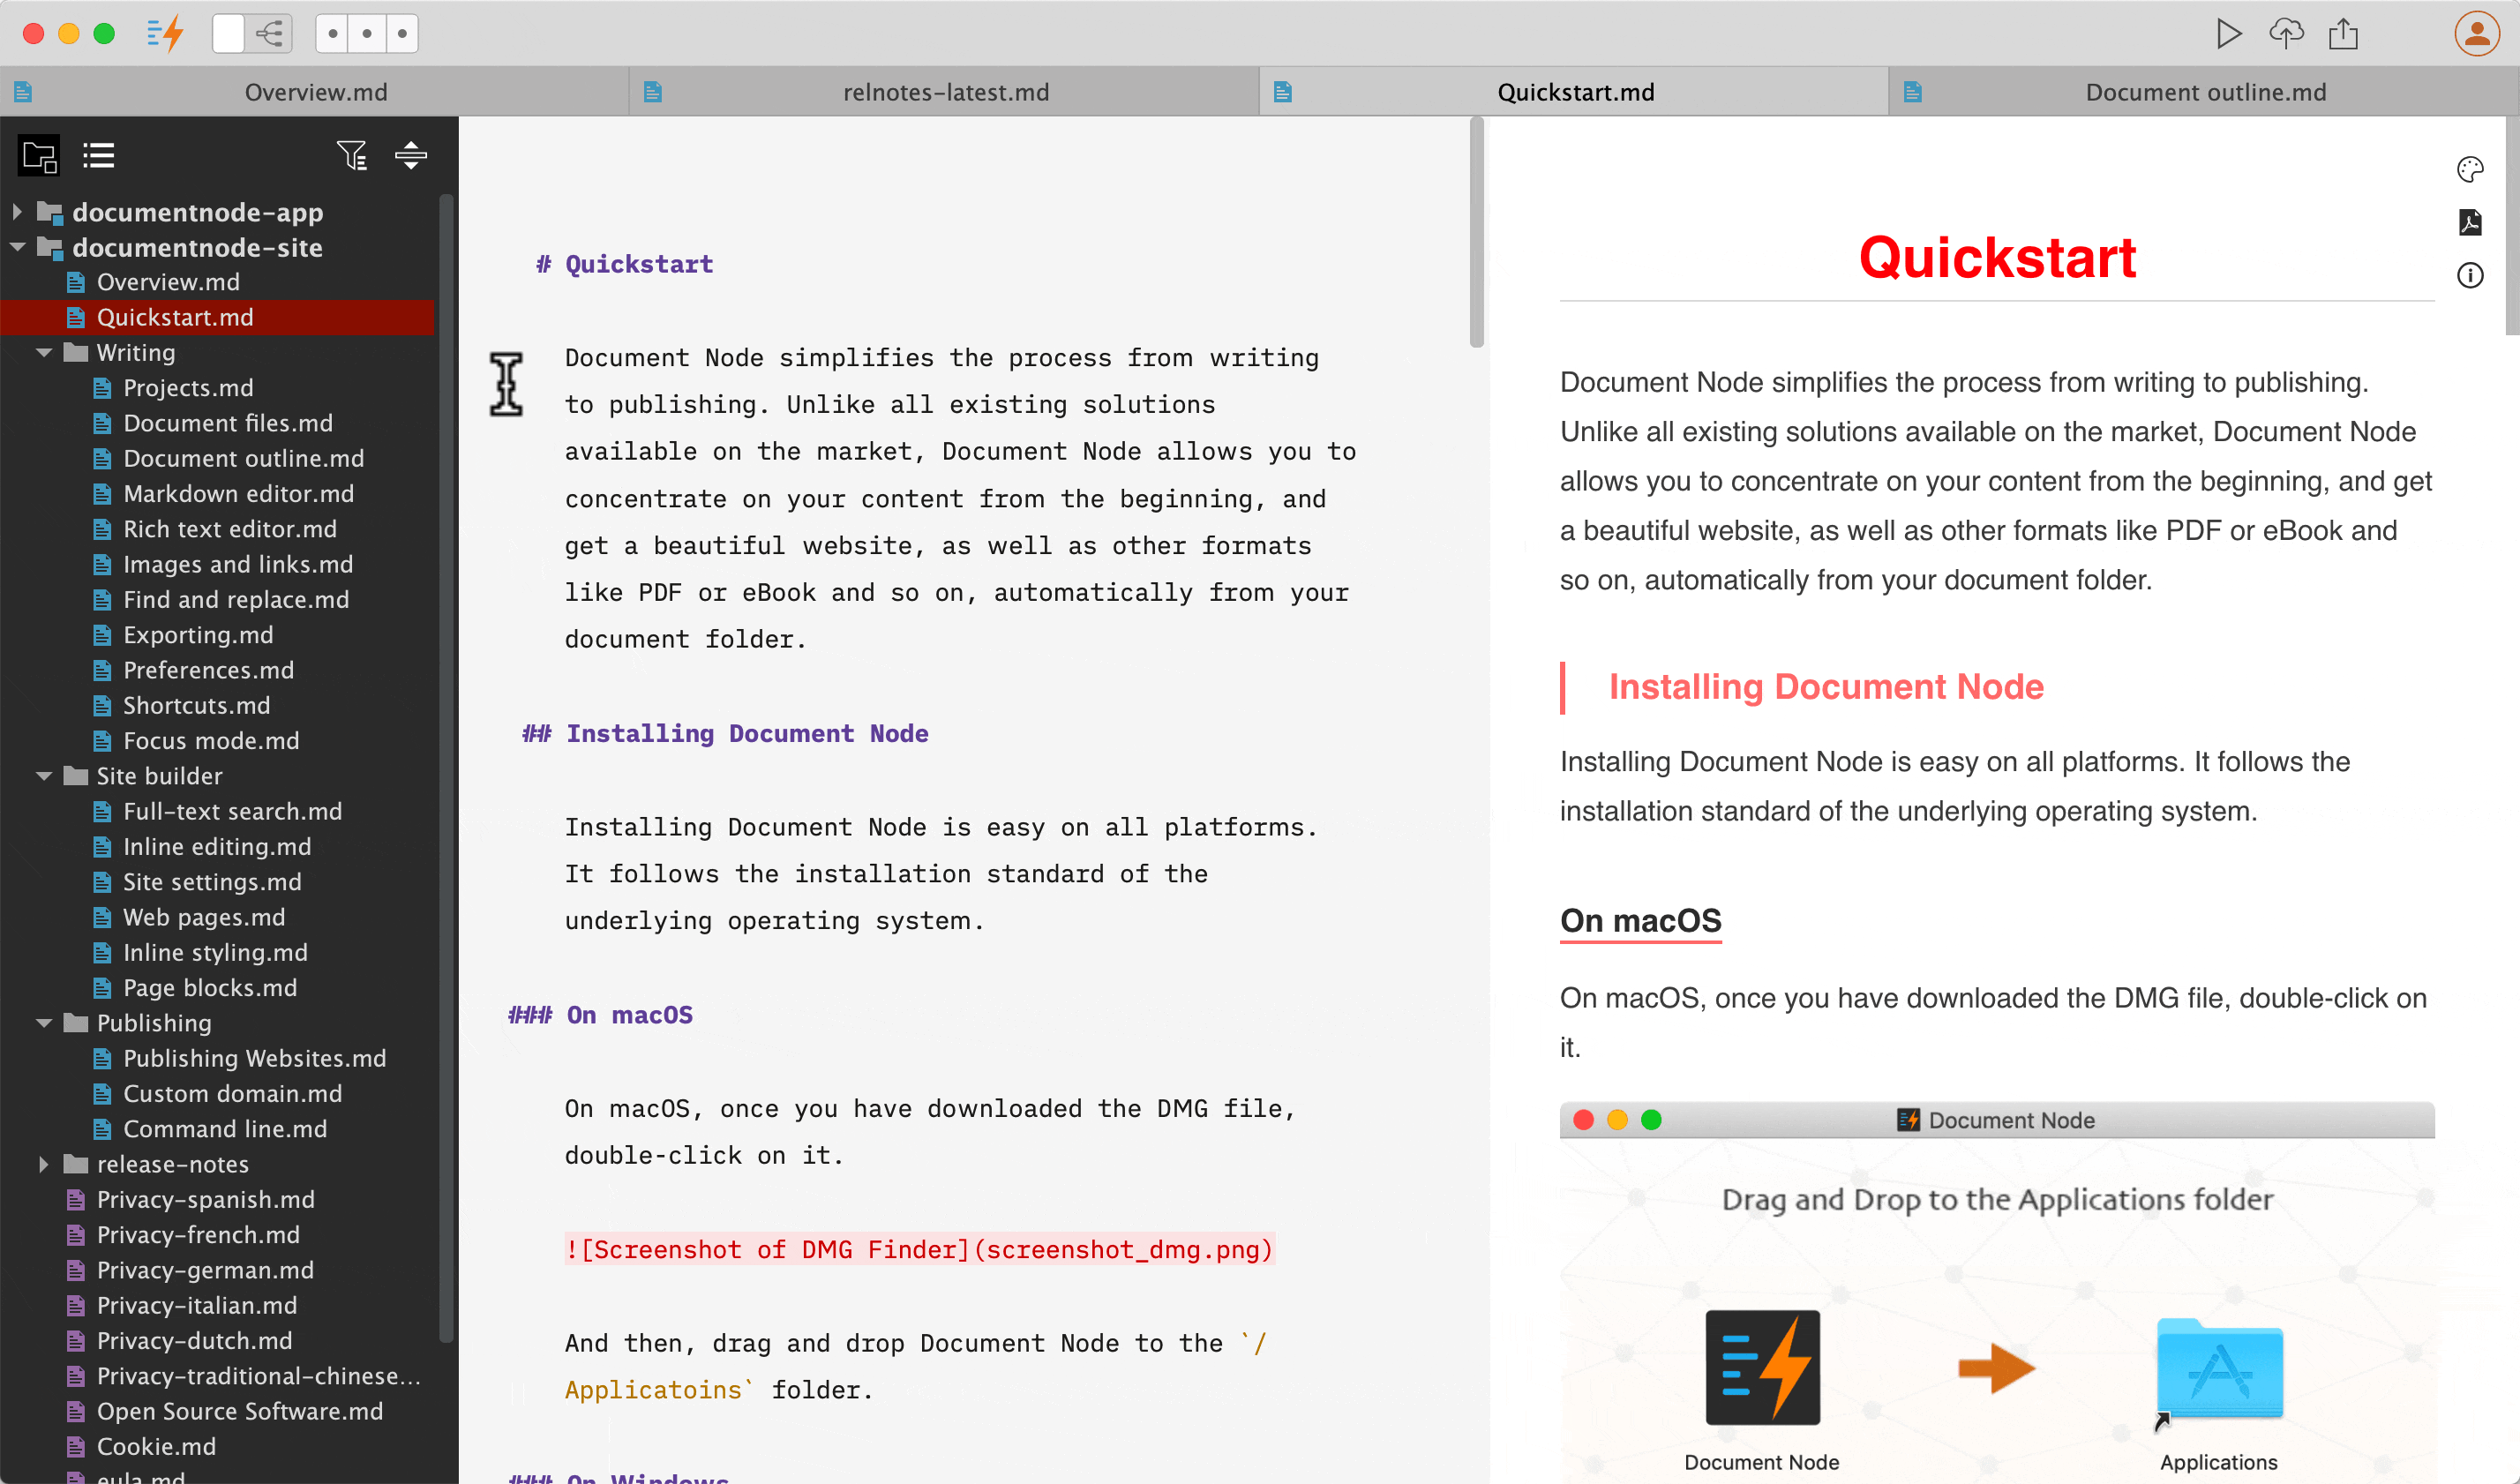 Overview.md
relnotes-latest.md
Quickstart.md
Document outline.md
documentnode-app
documentnode-site
Overview.md
Quickstart.md
Writing
Projects.md
Document files.md
Document outline.md
Markdown editor.md
Rich text editor.md
Images and links.md
Find and replace.md
Exporting.md
Preferences.md
Shortcuts.md
Focus mode.md
Site builder
Full-text search.md
Inline editing.md
Site settings.md
Web pages.md
Inline styling.md
Page blocks.md
Publishing
Publishing Websites.md
Custom domain.md
Command line.md
release-notes
Privacy-spanish.md
Privacy-french.md
Privacy-german.md
Privacy-italian.md
Privacy-dutch.md
Privacy-traditional-chinese...
Open Source Software.md
Cookie.md
eula.md
# Quickstart
Document Node simplifies the process from writing
to publishing. Unlike all existing solutions
available on the market, Document Node allows you to
concentrate on your content from the beginning, and
get a beautiful website, as well as other formats
like PDF or eBook and so on, automatically from your
document folder.
## Installing Document Node
Installing Document Node is easy on all platforms.
It follows the installation standard of the
underlying operating system.
### On macOS
On macOS, once you have downloaded the DMG file,
double-click on it.
![Screenshot of DMG Finder](screenshot_dmg.png)
And then, drag and drop Document Node to the `/
Applicatoins` folder.
### On Windows
Quickstart
Document Node simplifies the process from writing to publishing.
Unlike all existing solutions available on the market, Document Node
allows you to concentrate on your content from the beginning, and get
a beautiful website, as well as other formats like PDF or eBook and
so on, automatically from your document folder.
Installing Document Node
Installing Document Node is easy on all platforms. It follows the
installation standard of the underlying operating system.
On macOS
On macOS, once you have downloaded the DMG file, double-click on
it.
Document Node
Drag and Drop to the Applications folder
Document Node
Applications